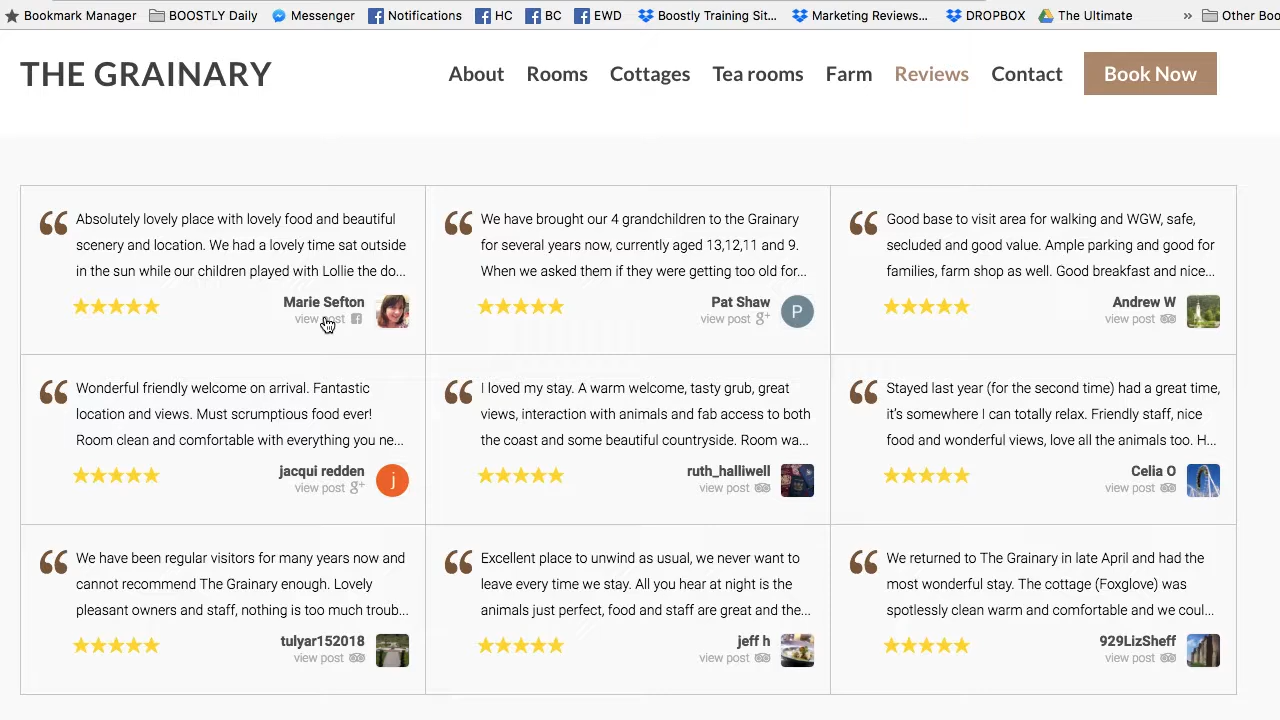 Bookmark Manager BOOSTLY Daily Messenger Notifications HC BC EWD Boostly Training Sit... Marketing Reviews... DROPBOX The Ultimate » Other Boo
THE GRAINARY About Rooms Cottages Tea rooms Farm Reviews Contact Book Now
Absolutely lovely place with lovely food and beautiful
scenery and location. We had a lovely time sat outside
in the sun while our children played with Lollie the do...
Marie Sefton
view post
We have brought our 4 grandchildren to the Grainary
for several years now, currently aged 13,12,11 and 9.
When we asked them if they were getting too old for...
Pat Shaw
view post g+
P
Good base to visit area for walking and WGW, safe,
secluded and good value. Ample parking and good for
families, farm shop as well. Good breakfast and nice...
Andrew W
view post
Wonderful friendly welcome on arrival. Fantastic
location and views. Must scrumptious food ever!
Room clean and comfortable with everything you ne...
jacqui redden
view post g+
j
I loved my stay. A warm welcome, tasty grub, great
views, interaction with animals and fab access to both
the coast and some beautiful countryside. Room wa...
ruth_halliwell
view post
Stayed last year (for the second time) had a great time,
it's somewhere I can totally relax. Friendly staff, nice
food and wonderful views, love all the animals too. H...
Celia O
view post
We have been regular visitors for many years now and
cannot recommend The Grainary enough. Lovely
pleasant owners and staff, nothing is too much troub...
tulyar152018
view post
Excellent place to unwind as usual, we never want to
leave every time we stay. All you hear at night is the
animals just perfect, food and staff are great and the...
jeff h
view post
We returned to The Grainary in late April and had the
most wonderful stay. The cottage (Foxglove) was
spotlessly clean warm and comfortable and we coul...
929LizSheff
view post